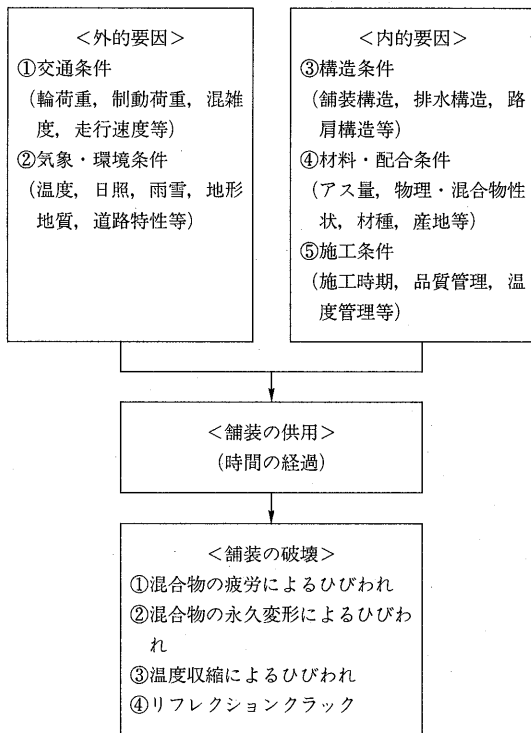 ＜外的要因＞
①交通条件
（輪荷重，制動荷重，混雑
度，走行速度等）
②気象・環境条件
（温度，日照，雨雪，地形
地質，道路特性等）
＜内的要因＞
③構造条件
（舗装構造，排水構造，路
肩構造等）
④材料・配合条件
（アス量，物理・混合物性
状，材種，産地等）
⑤施工条件
（施工時期，品質管理，温
度管理等）
＜舗装の供用＞
（時間の経過）
＜舗装の破壊＞
①混合物の疲労によるひびわれ
②混合物の永久変形によるひびわ
れ
③温度収縮によるひびわれ
④リフレクションクラック